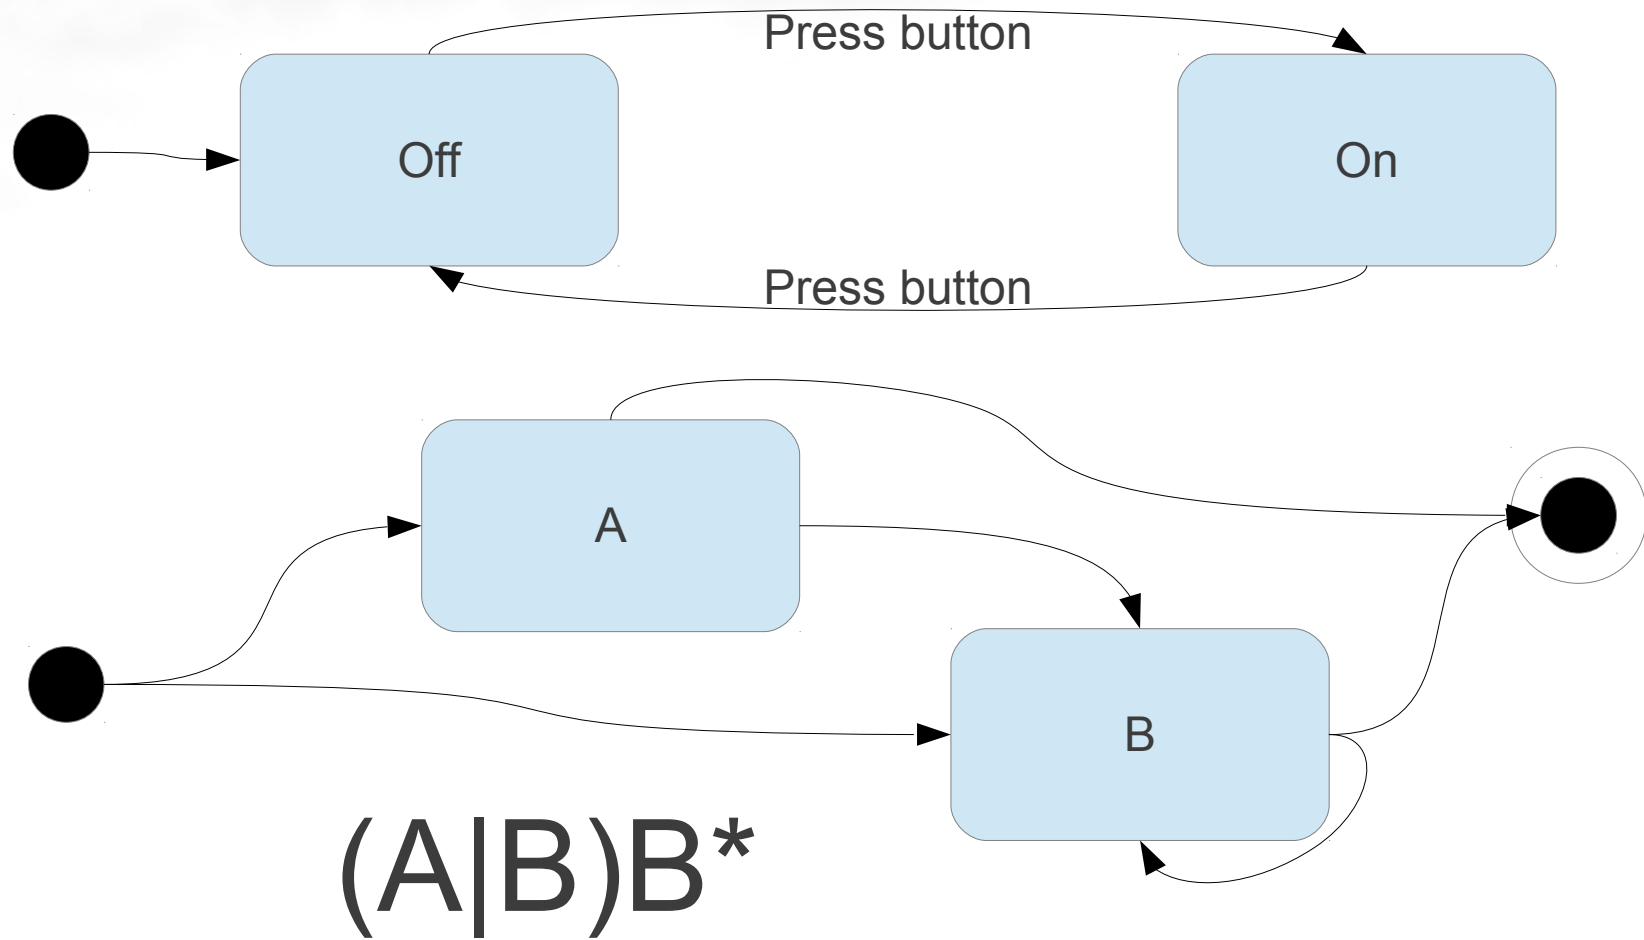 Press button
Off
On
Press button
A
B
(A|B)B*